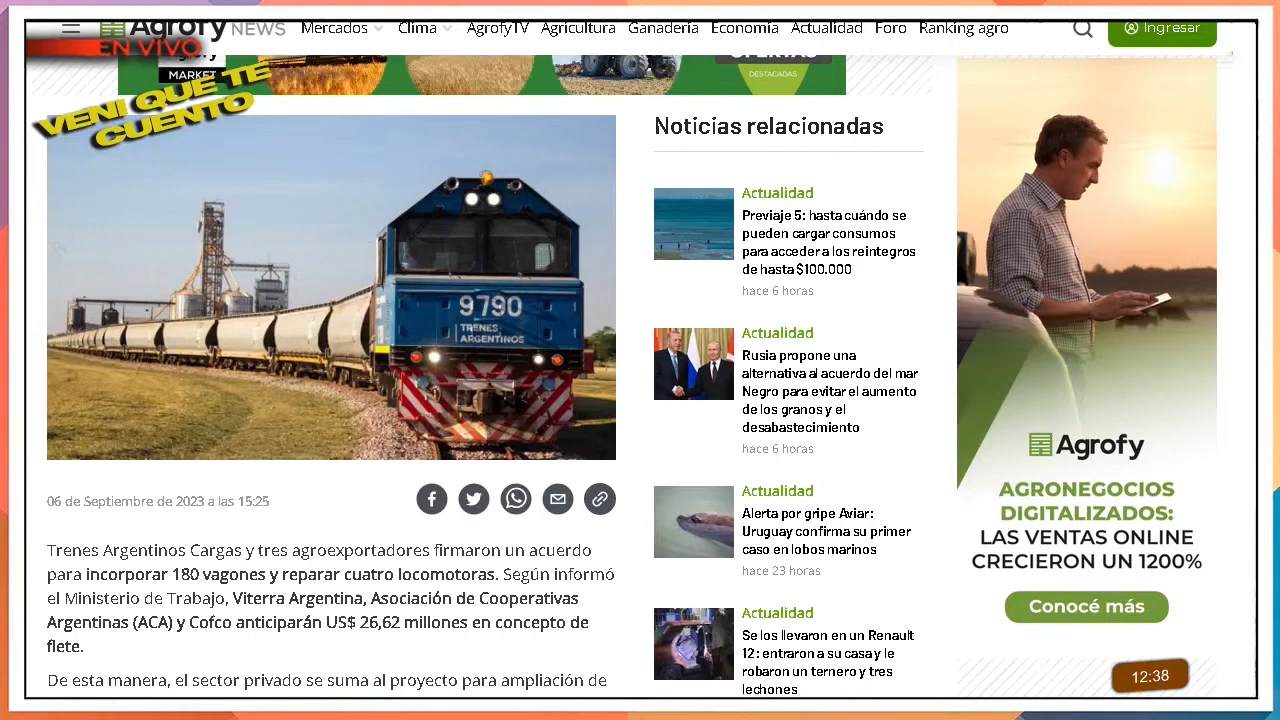 Agrofy NEWS
Mercados Clima AgrofyTV Agricultura Ganadería Economía Actualidad Foro Ranking agro
Ingresar
EN VIVO
MARKET
DESTACADAS
VENI QUE TE
CUENTO
9790
TRENES
ARGENTINOS
06 de Septiembre de 2023 a las 15:25
Trenes Argentinos Cargas y tres agroexportadores firmaron un acuerdo
para incorporar 180 vagones y reparar cuatro locomotoras. Según informó
el Ministerio de Trabajo, Viterra Argentina, Asociación de Cooperativas
Argentinas (ACA) y Cofco anticiparán US$ 26,62 millones en concepto de
flete.
De esta manera, el sector privado se suma al proyecto para ampliación de
Noticias relacionadas
Actualidad
Previaje 5: hasta cuándo se
pueden cargar consumos
para acceder a los reintegros
de hasta $100.000
hace 6 horas
Actualidad
Rusia propone una
alternativa al acuerdo del mar
Negro para evitar el aumento
de los granos y el
desabastecimiento
hace 6 horas
Actualidad
Alerta por gripe Aviar:
Uruguay confirma su primer
caso en lobos marinos
hace 23 horas
Actualidad
Se los llevaron en un Renault
12: entraron a su casa y le
robaron un ternero y tres
lechones
Agrofy
AGRONEGOCIOS
DIGITALIZADOS:
LAS VENTAS ONLINE
CRECIERON UN 1200%
Conocé más
12:38